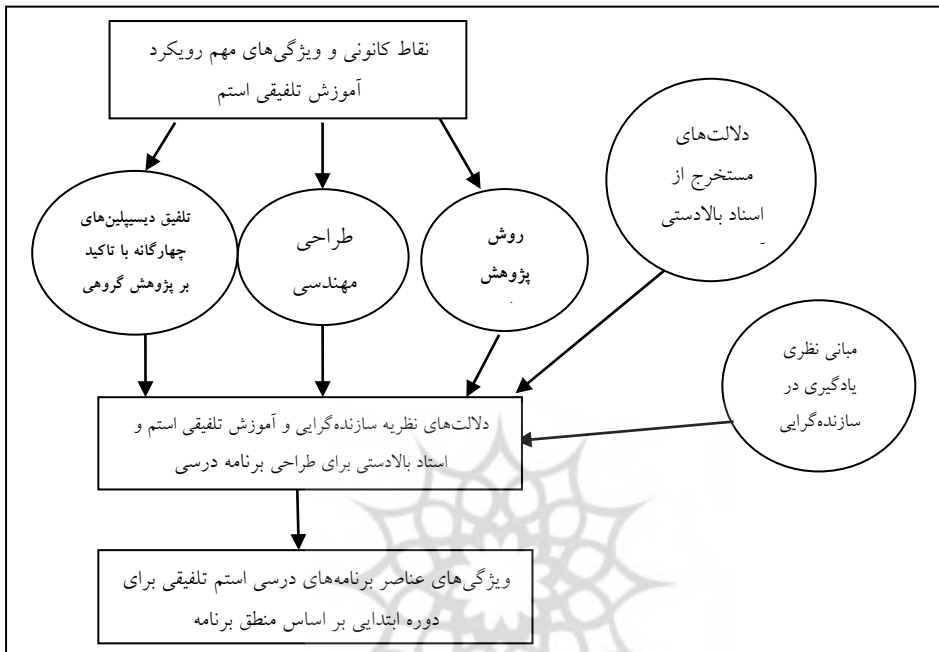 نقاط کانونی و ویژگی‌های مهم رویکرد
آموزش تلفیقی استم
دلالت‌های
مستخرج از
اسناد بالادستی
تلفیق دیسیپلین‌های
چهارگانه با تاکید
بر پژوهش گروهی
طراحی
مهندسی
روش
پژوهش
مبانی نظری
یادگیری در
سازنده‌گرایی
دلالت‌های نظریه سازنده‌گرایی و آموزش تلفیقی استم و
استاد بالادستی برای طراحی برنامه درسی
ویژگی‌های عناصر برنامه‌های درسی استم تلفیقی برای
دوره ابتدایی بر اساس منطق برنامه